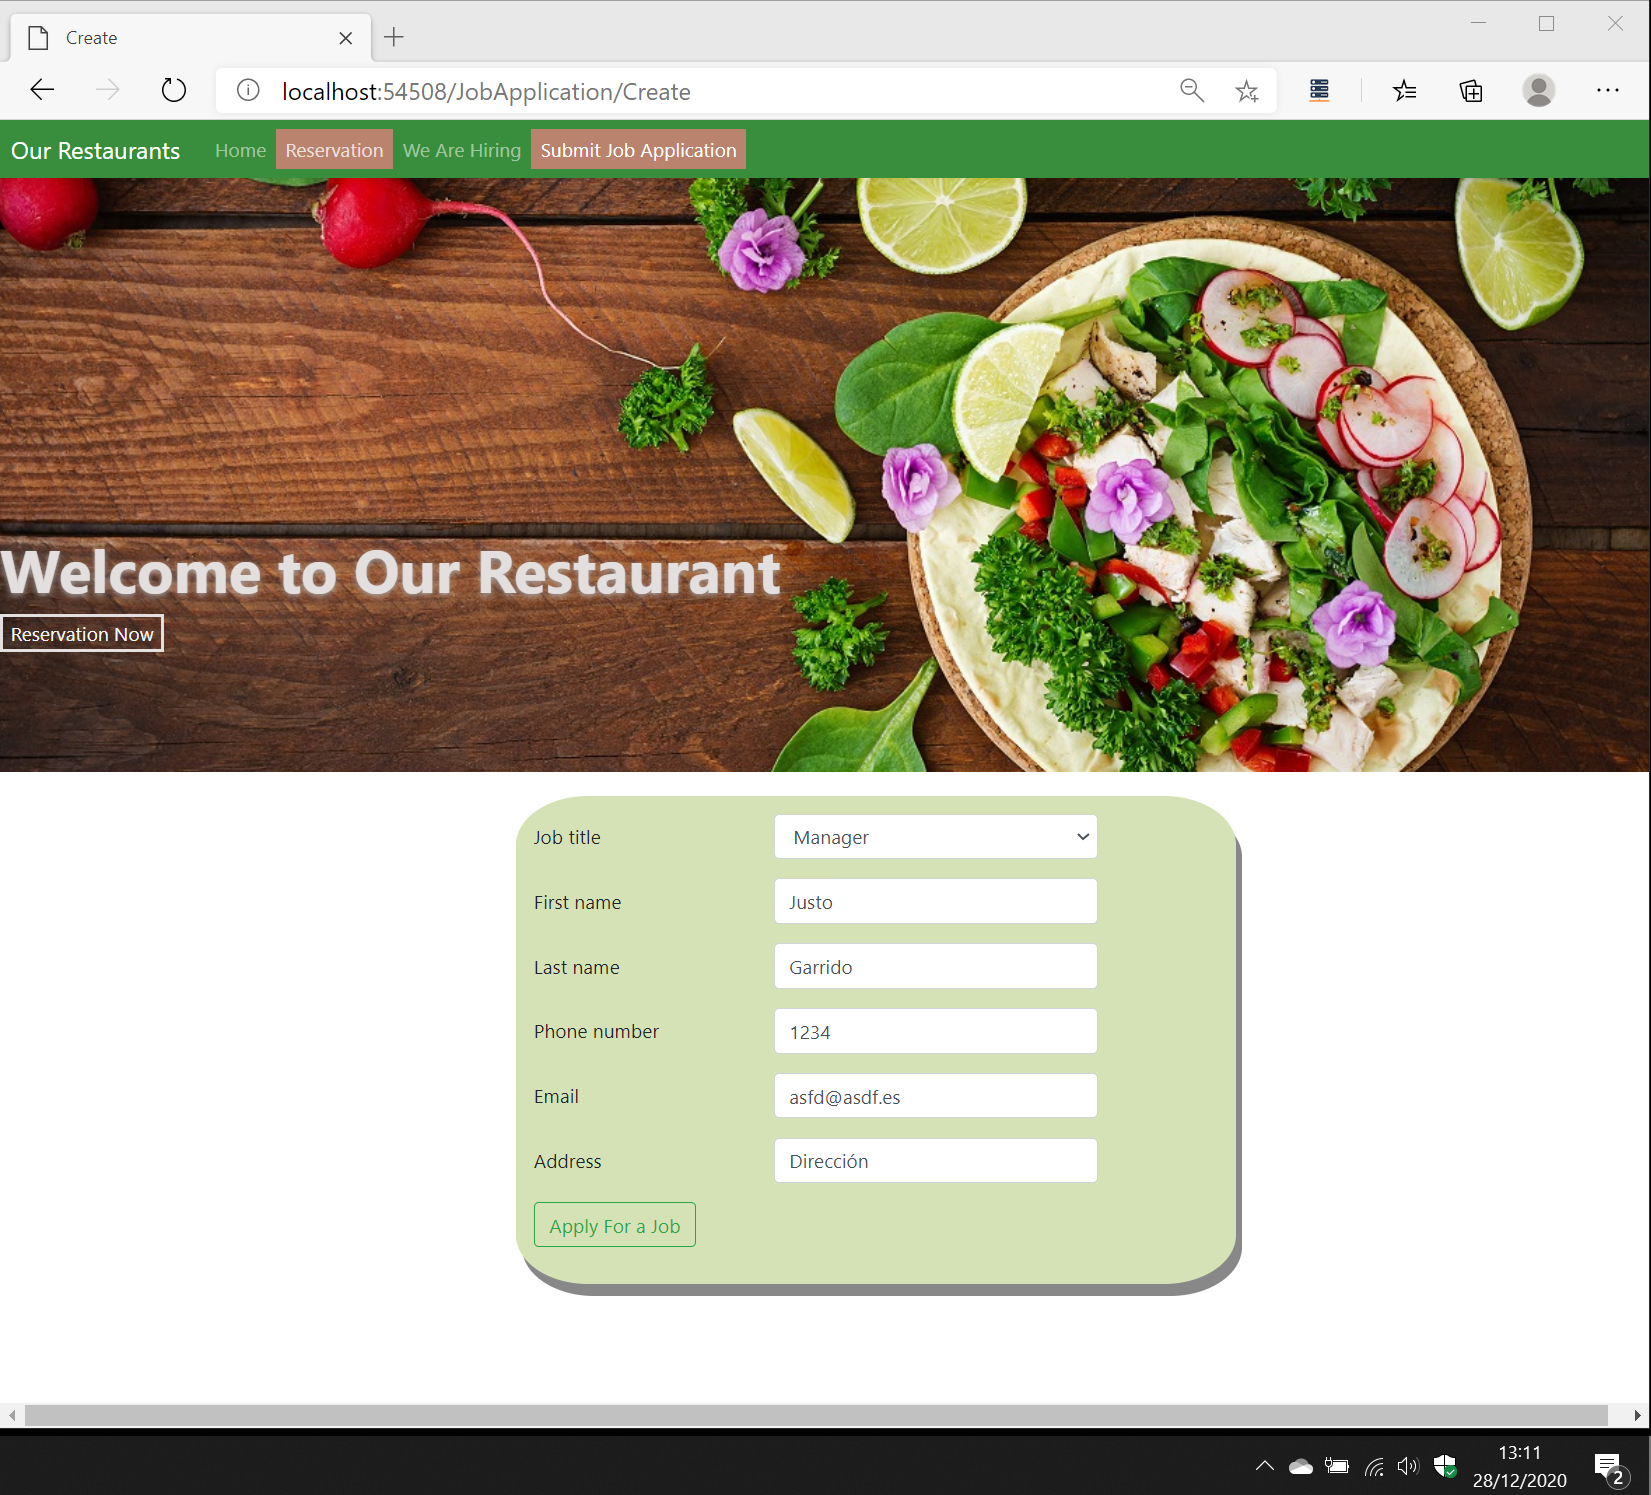 Create
localhost:54508/JobApplication/Create
Our Restaurants Home Reservation We Are Hiring Submit Job Application
Welcome to Our Restaurant
Reservation Now
Job title Manager
First name Justo
Last name Garrido
Phone number 1234
Email asfd@asdf.es
Address Dirección
Apply For a Job
13:11
28/12/2020
2